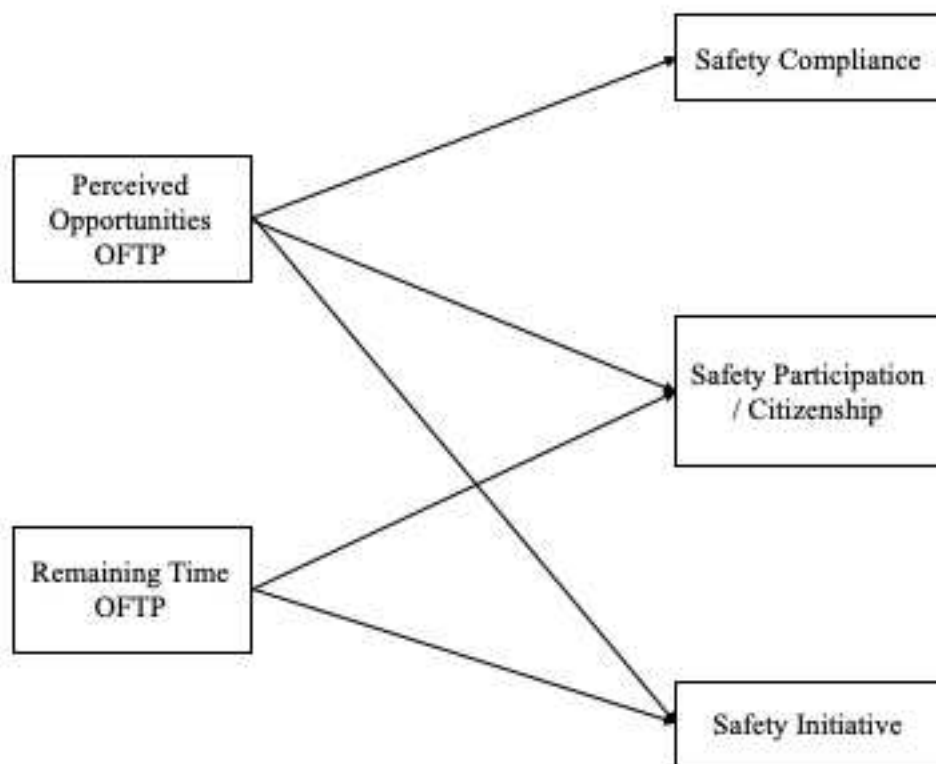 Safety Compliance
Perceived
Opportunities
OFTP
Safety Participation
/ Citizenship
Remaining Time
OFTP
Safety Initiative